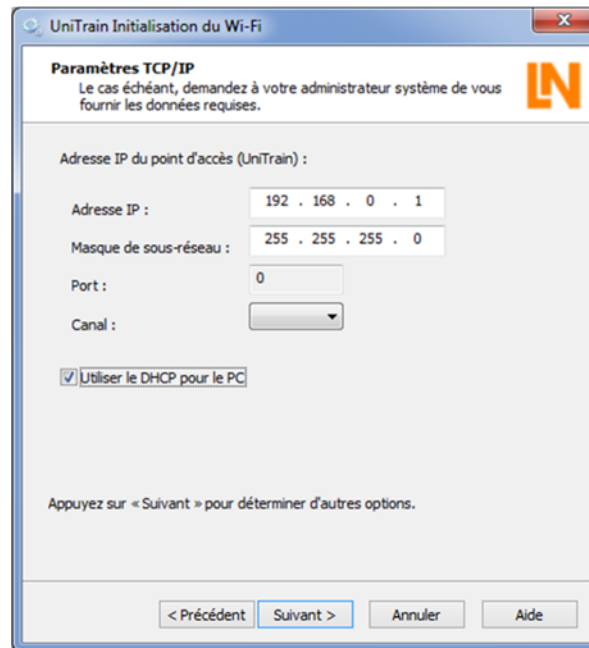 UniTrain Initialisation du Wi-Fi
Paramètres TCP/IP
Le cas échéant, demandez à votre administrateur système de vous
fournir les données requises.
LN
Adresse IP du point d'accès (UniTrain) :
Adresse IP : 192 . 168 . 0 . 1
Masque de sous-réseau : 255 . 255 . 255 . 0
Port : 0
Canal :
Utiliser le DHCP pour le PC
Appuyez sur « Suivant » pour déterminer d'autres options.
< Précédent Suivant > Annuler Aide